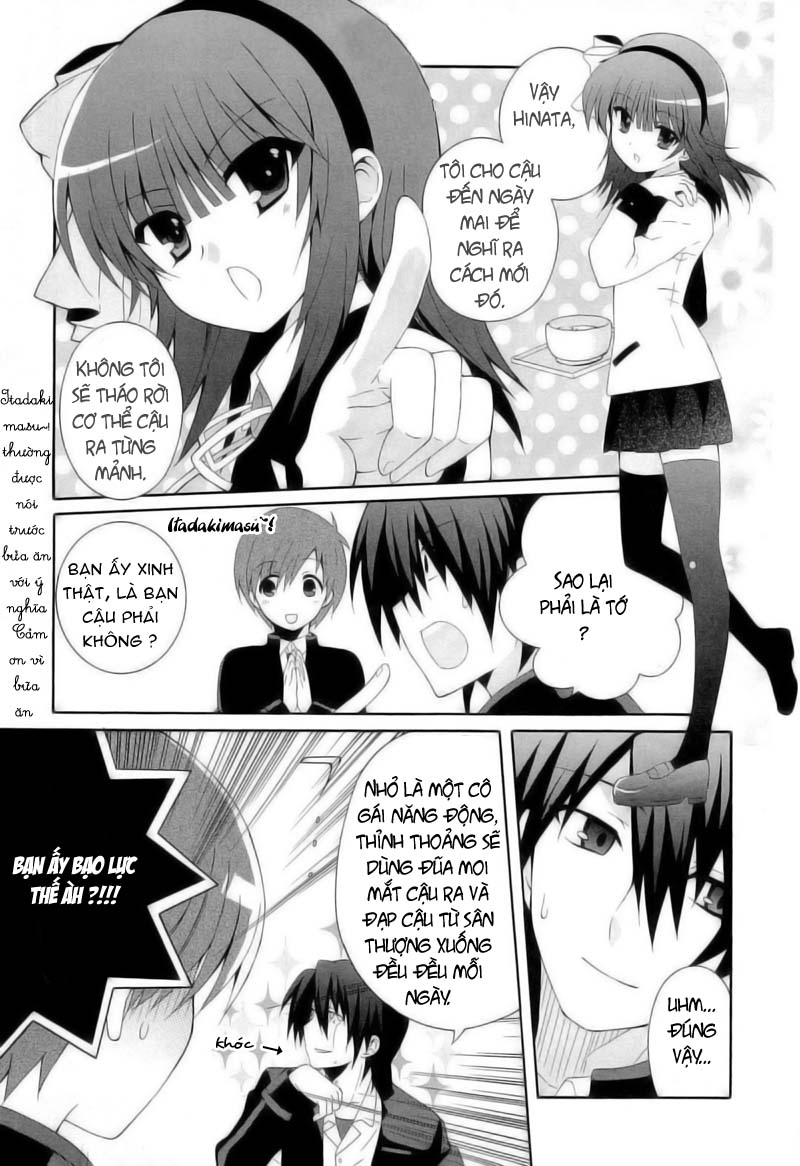 VẬY
HINATA,
TÔI CHO CẬU
ĐẾN NGÀY
MAI ĐỂ
NGHĨ RA
CÁCH MỚI
ĐÓ.
KHÔNG TÔI
SẼ THÁO RỜI
CƠ THỂ CẬU
RA TỪNG
MẢNH.
Itadaki
masu~!
thường
được
nói
trước
bữa ăn
với ý
nghĩa
Cảm
ơn vì
bữa
ăn
SAO LẠI
PHẢI LÀ TỚ
?
Itadakimasu~!
BẠN ẤY XINH
THẬT, LÀ BẠN
CẬU PHẢI
KHÔNG ?
UHM...
ĐÚNG
VẬY...
NHỎ LÀ MỘT CÔ
GÁI NĂNG ĐỘNG,
THỈNH THOẢNG SẼ
DÙNG ĐŨA MOI
MẮT CẬU RA VÀ
ĐẠP CẬU TỪ SÂN
THƯỢNG XUỐNG
ĐỀU ĐỀU MỖI
NGÀY.
khóc
BẠN ẤY BẠO LỰC
THẾ ÀH ?!!!